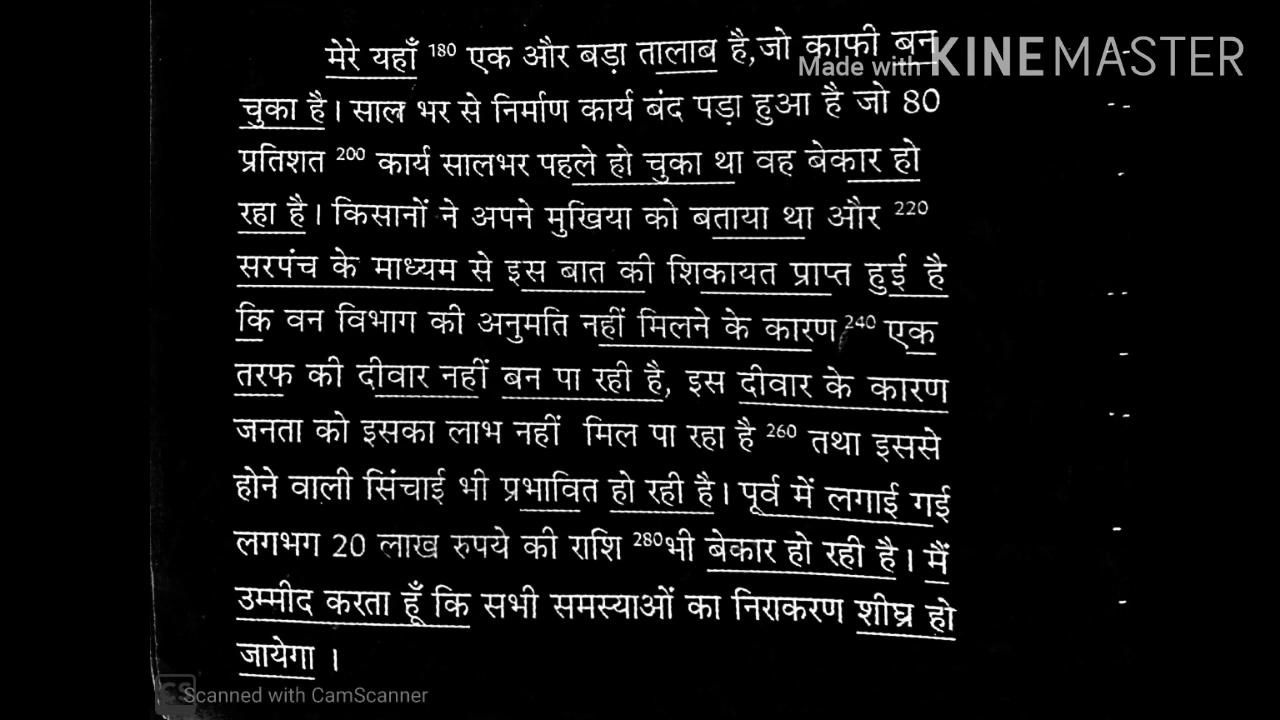 मेरे यहाँ 180 एक और बड़ा तालाब है, जो काफी बन
Made with KINEMASTER
चुका है। साल भर से निर्माण कार्य बंद पड़ा हुआ है जो 80
प्रतिशत 200 कार्य सालभर पहले हो चुका था वह बेकार हो
रहा है। किसानों ने अपने मुखिया को बताया था और 220
सरपंच के माध्यम से इस बात की शिकायत प्राप्त हुई है
कि वन विभाग की अनुमति नहीं मिलने के कारण 240 एक
तरफ की दीवार नहीं बन पा रही है, इस दीवार के कारण
जनता को इसका लाभ नहीं मिल पा रहा है 260 तथा इससे
होने वाली सिंचाई भी प्रभावित हो रही है। पूर्व में लगाई गई
लगभग 20 लाख रुपये की राशि 280 भी बेकार हो रही है। मैं
उम्मीद करता हूँ कि सभी समस्याओं का निराकरण शीघ्र हो
जायेगा ।
CS Scanned with CamScanner